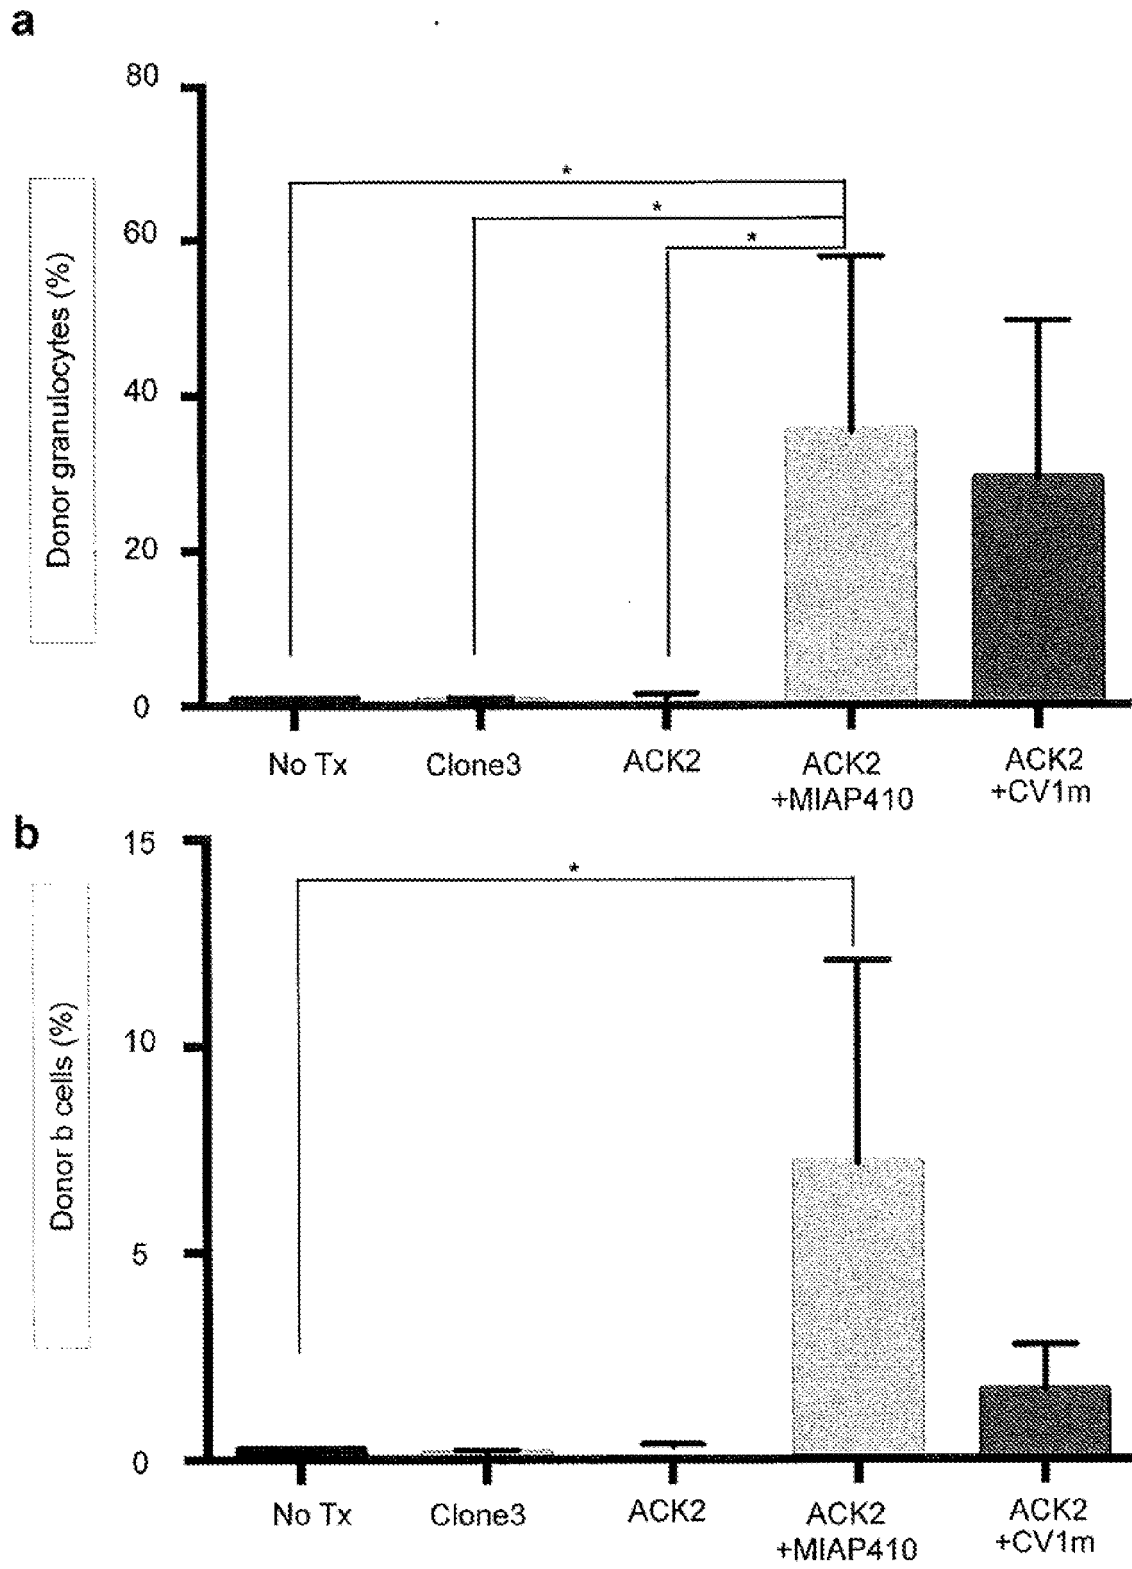 a
80
60
40
20
0
Donor granulocytes (%)
*
*
*
No Tx
Clone3
ACK2
ACK2
+MIAP410
ACK2
+CV1m
b
15
10
5
0
Donor b cells (%)
*
No Tx
Clone3
ACK2
ACK2
+MIAP410
ACK2
+CV1m